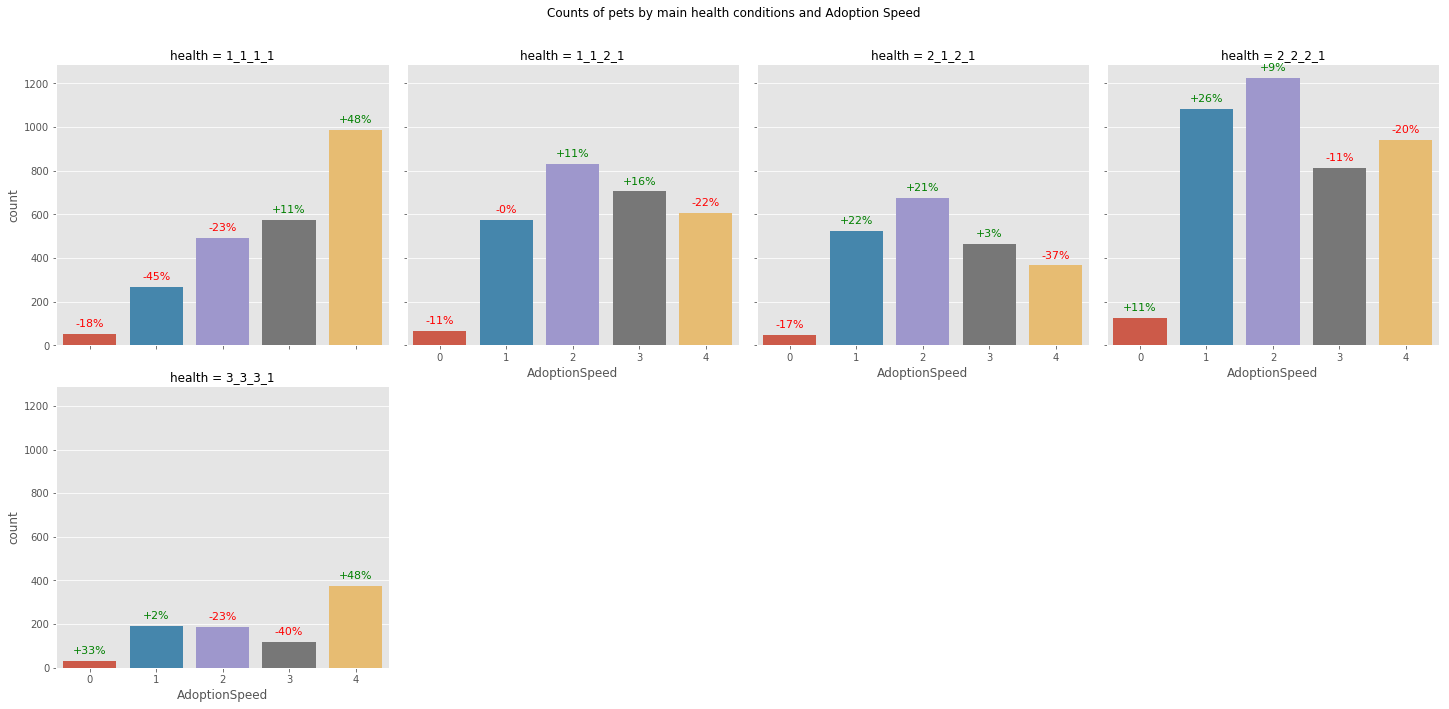 Counts of pets by main health conditions and Adoption Speed
health = 1_1_1_1
count
1200
1000
800
600
400
200
0
-18%
-45%
-23%
+11%
+48%
health = 1_1_2_1
-11%
-0%
+11%
+16%
-22%
0 1 2 3 4
AdoptionSpeed
health = 2_1_2_1
-17%
+22%
+21%
+3%
-37%
0 1 2 3 4
AdoptionSpeed
health = 2_2_2_1
+11%
+26%
+9%
-11%
-20%
0 1 2 3 4
AdoptionSpeed
health = 3_3_3_1
count
1200
1000
800
600
400
200
0
+33%
+2%
-23%
-40%
+48%
0 1 2 3 4
AdoptionSpeed